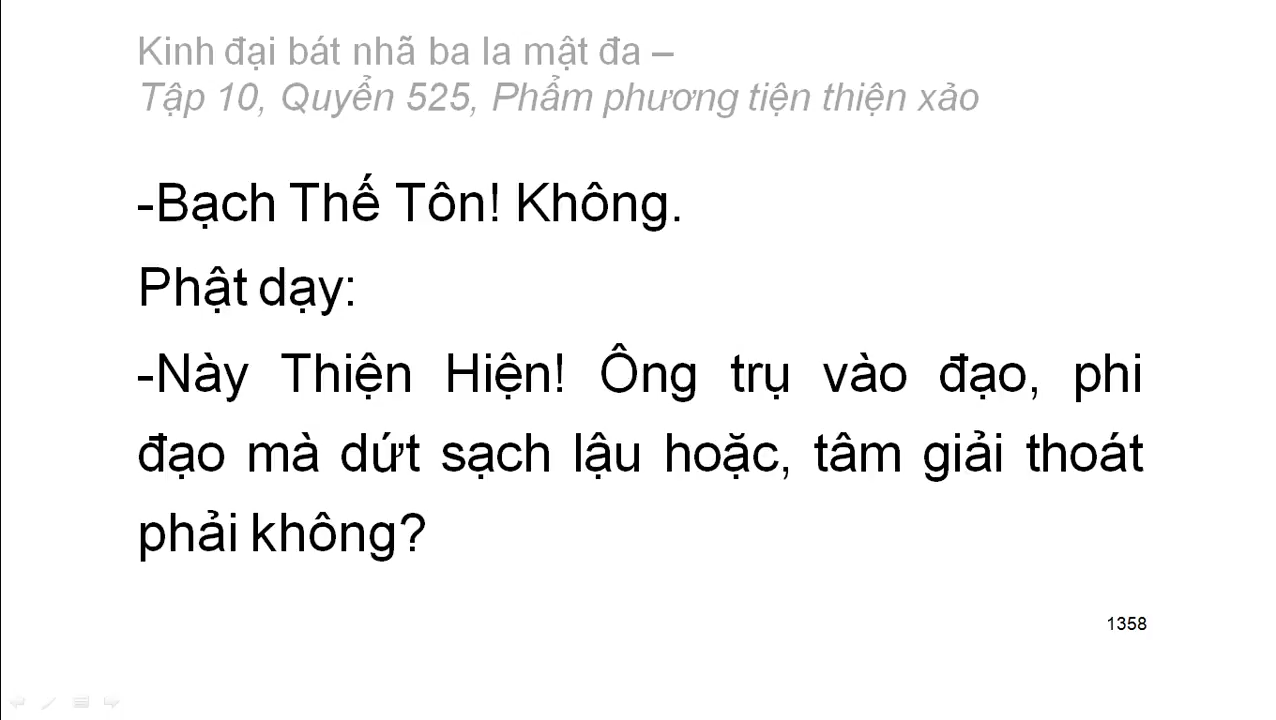 Kinh đại bát nhã ba la mật đa –
Tập 10, Quyển 525, Phẩm phương tiện thiện xảo
-Bạch Thế Tôn! Không.
Phật dạy:
-Này Thiện Hiện! Ông trụ vào đạo, phi
đạo mà dứt sạch lậu hoặc, tâm giải thoát
phải không?
1358